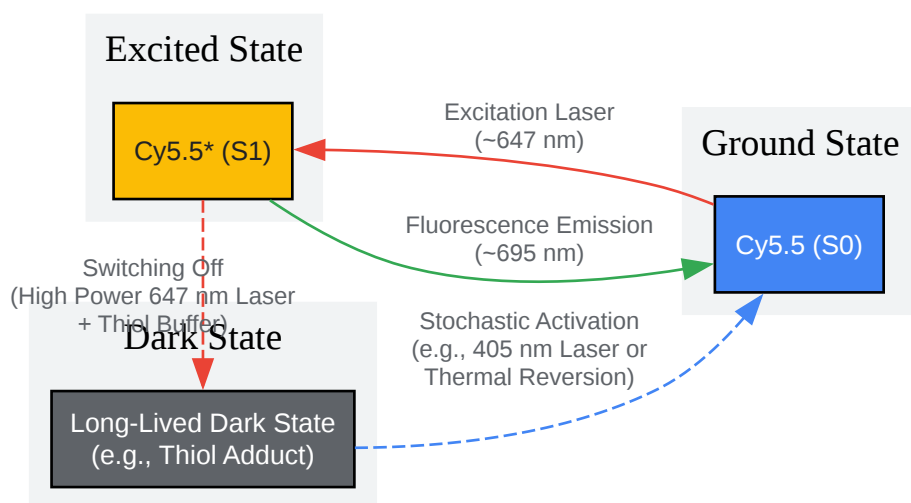 Excited State
Cy5.5* (S1)
Excitation Laser
(~647 nm)
Ground State
Cy5.5 (S0)
Fluorescence Emission
(~695 nm)
Switching Off
(High Power 647 nm Laser
+ Thiol Buffer)
Dark State
Stochastic Activation
(e.g., 405 nm Laser or
Thermal Reversion)
Long-Lived Dark State
(e.g., Thiol Adduct)